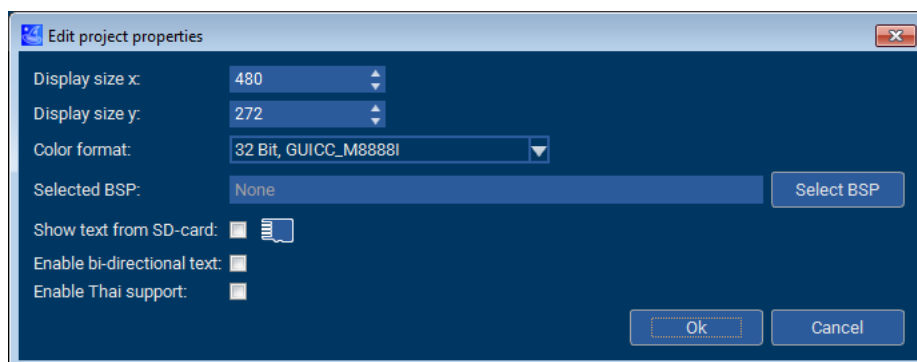 Edit project properties
Display size x: 480
Display size y: 272
Color format: 32 Bit, GUICC_M8888I
Selected BSP: None Select BSP
Show text from SD-card:
Enable bi-directional text:
Enable Thai support:
Ok Cancel